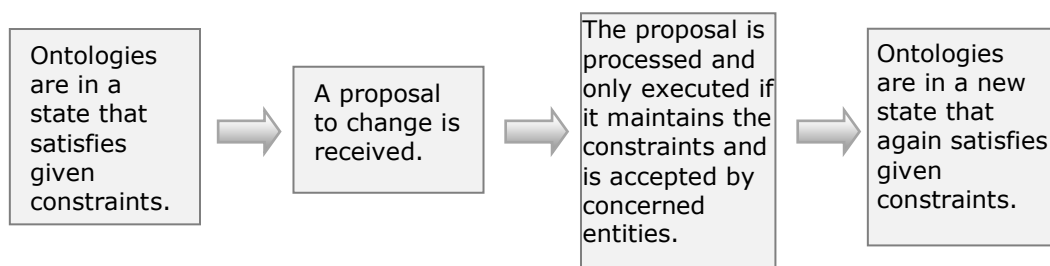 Ontologies
are in a
state that
satisfies
given
constraints.
A proposal
to change is
received.
The proposal is
processed and
only executed if
it maintains the
constraints and
is accepted by
concerned
entities.
Ontologies
are in a new
state that
again satisfies
given
constraints.